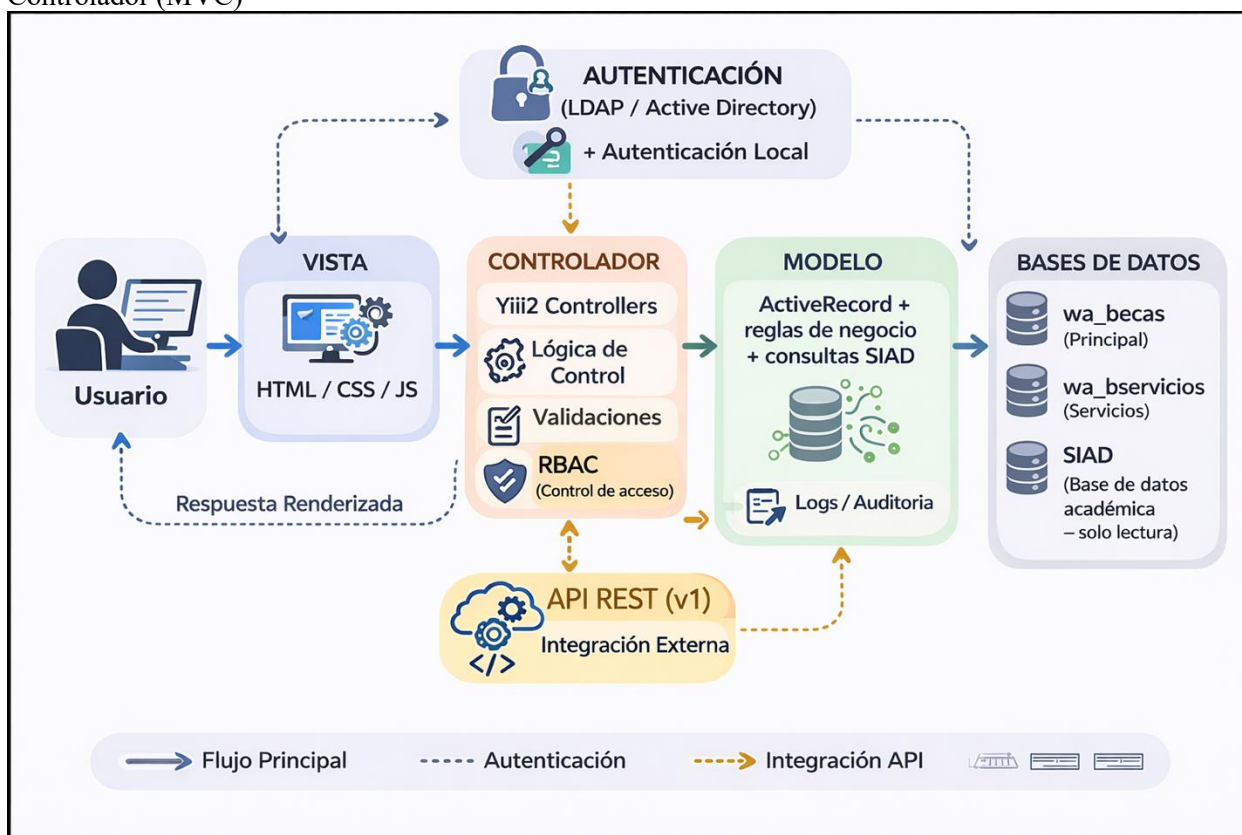 Controlador (MVC)
AUTENTICACIÓN
(LDAP / Active Directory)
+ Autenticación Local
Usuario
VISTA
HTML / CSS / JS
CONTROLADOR
Yiii2 Controllers
Lógica de
Control
Validaciones
RBAC
(Control de acceso)
MODELO
ActiveRecord +
reglas de negocio
+ consultas SIAD
Logs / Auditoria
BASES DE DATOS
wa_becas
(Principal)
wa_bservicios
(Servicios)
SIAD
(Base de datos
académica
– solo lectura)
Respuesta Renderizada
API REST (v1)
Integración Externa
</>
Flujo Principal
Autenticación
Integración API